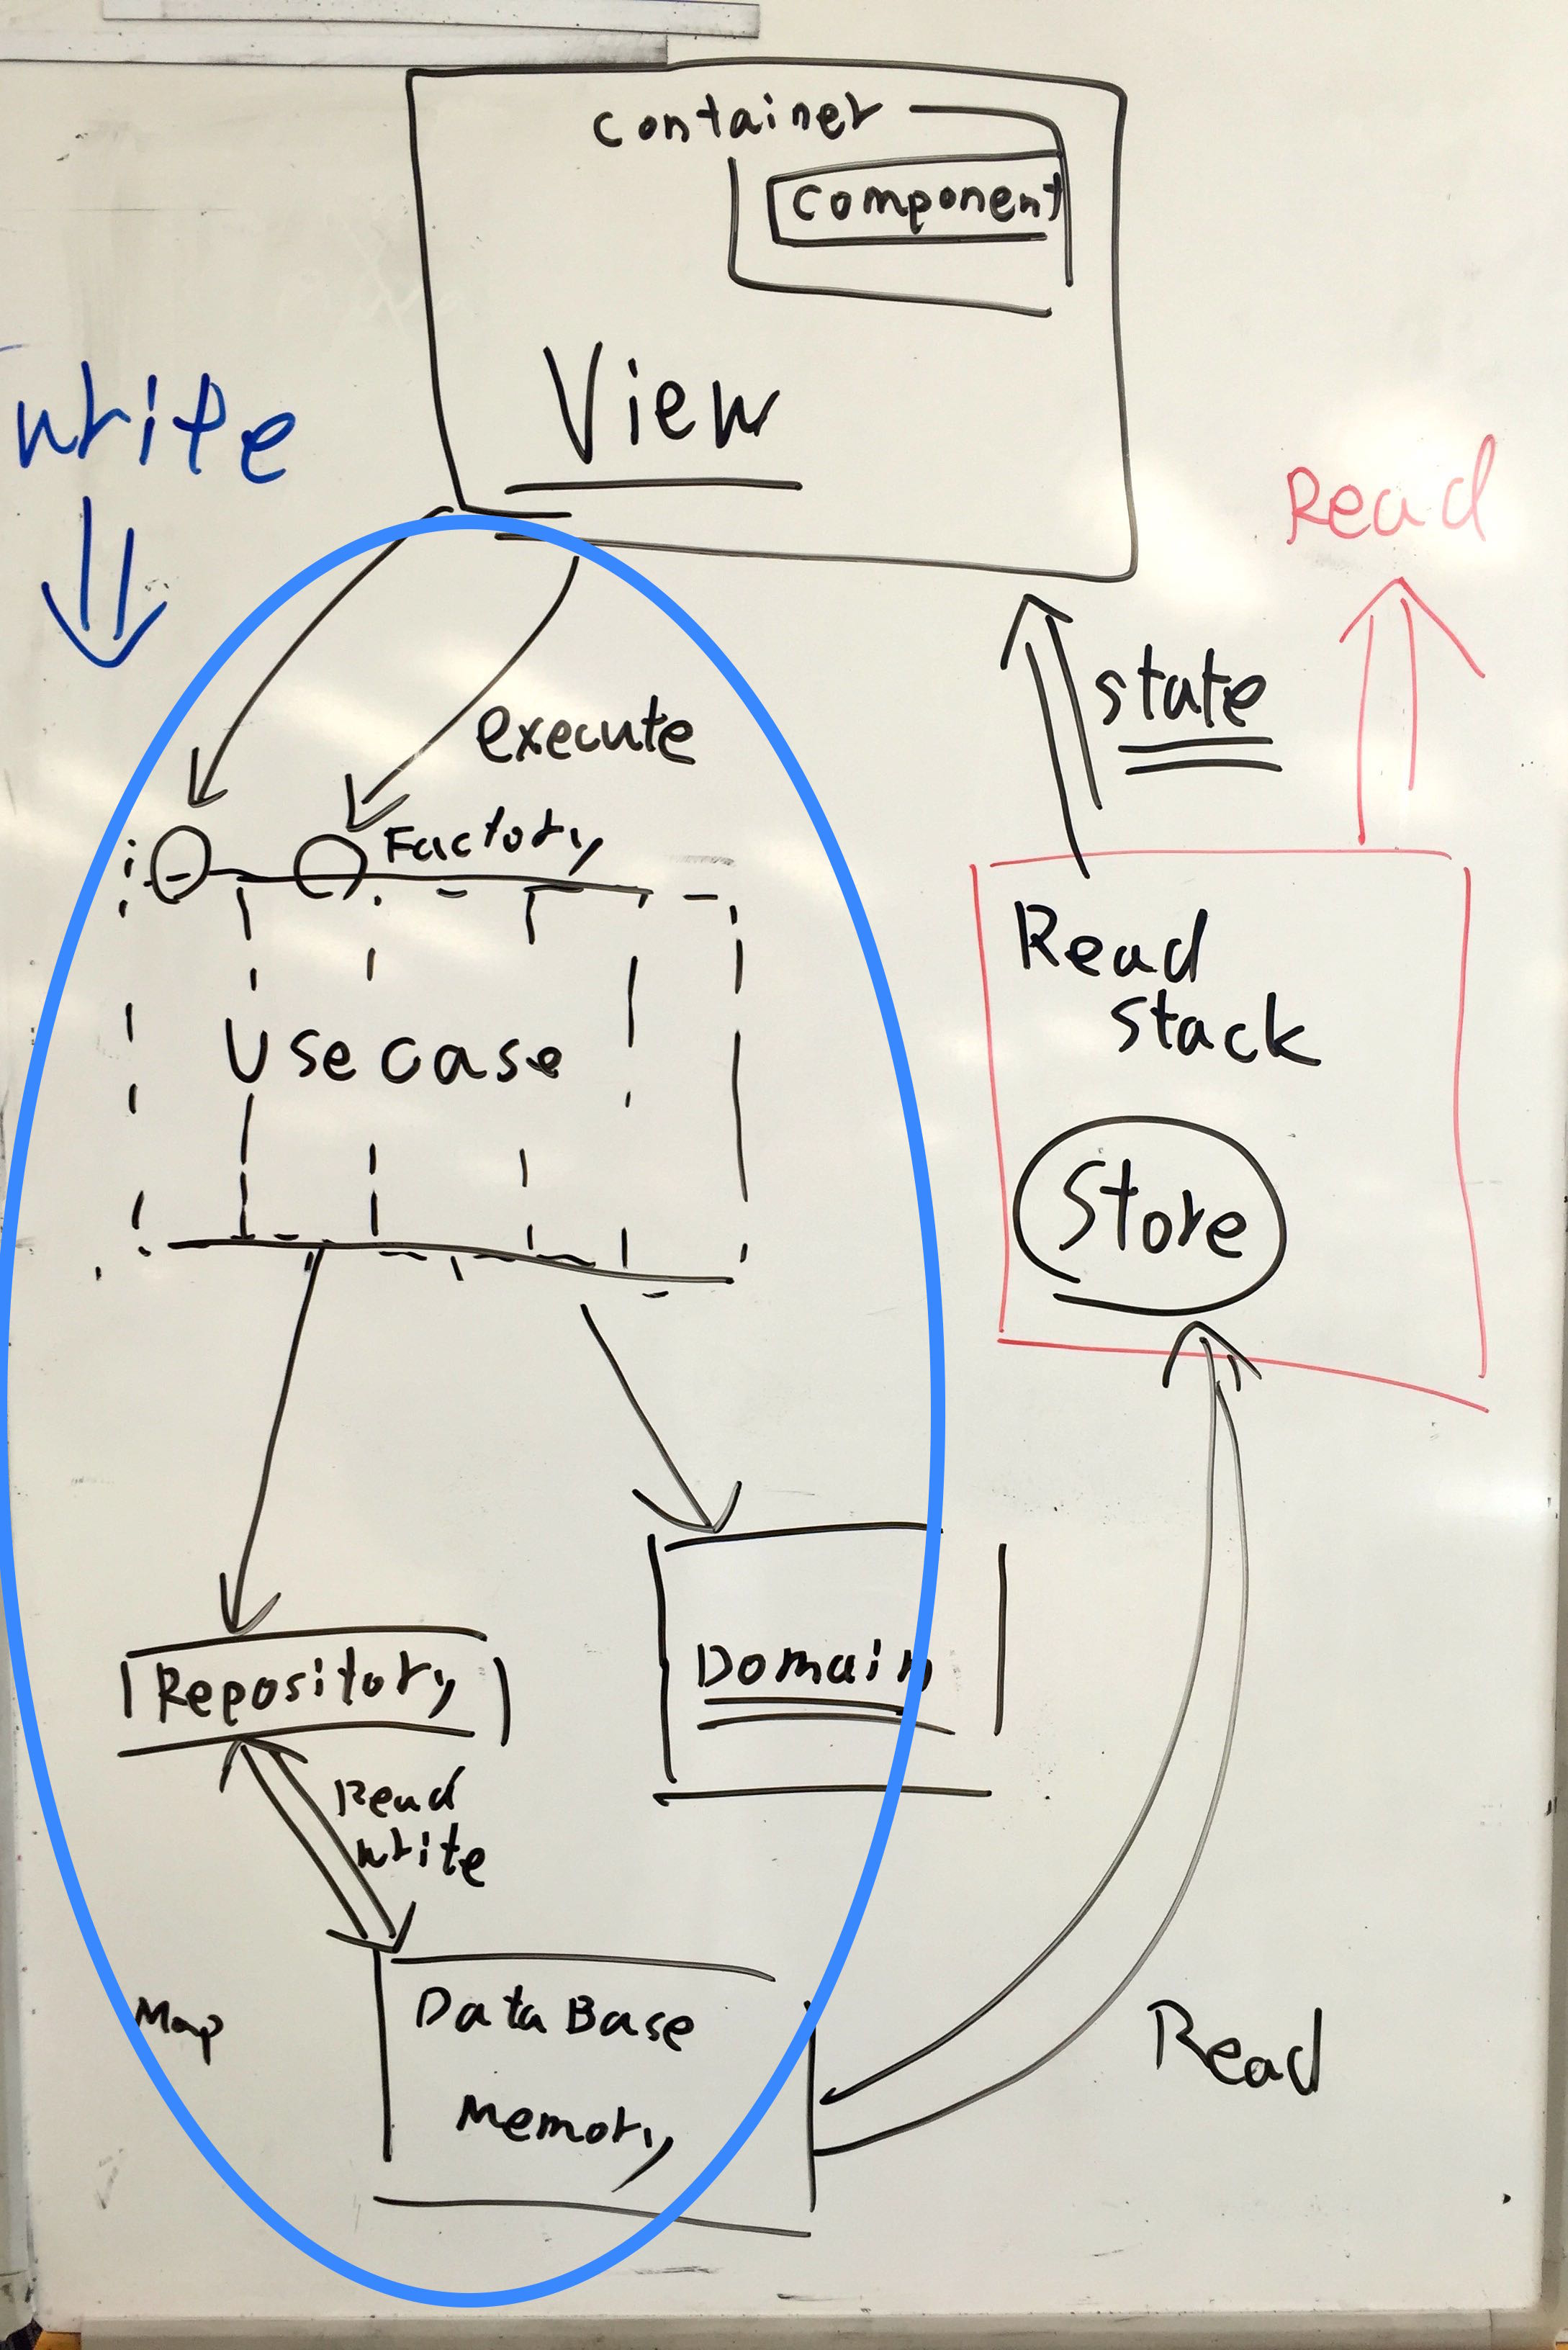 Container
Component
View
write
Read
state
execute
Factory
Usecase
Read
stack
Store
Repository
Domain
Read
write
Map
DataBase
Memory
Read